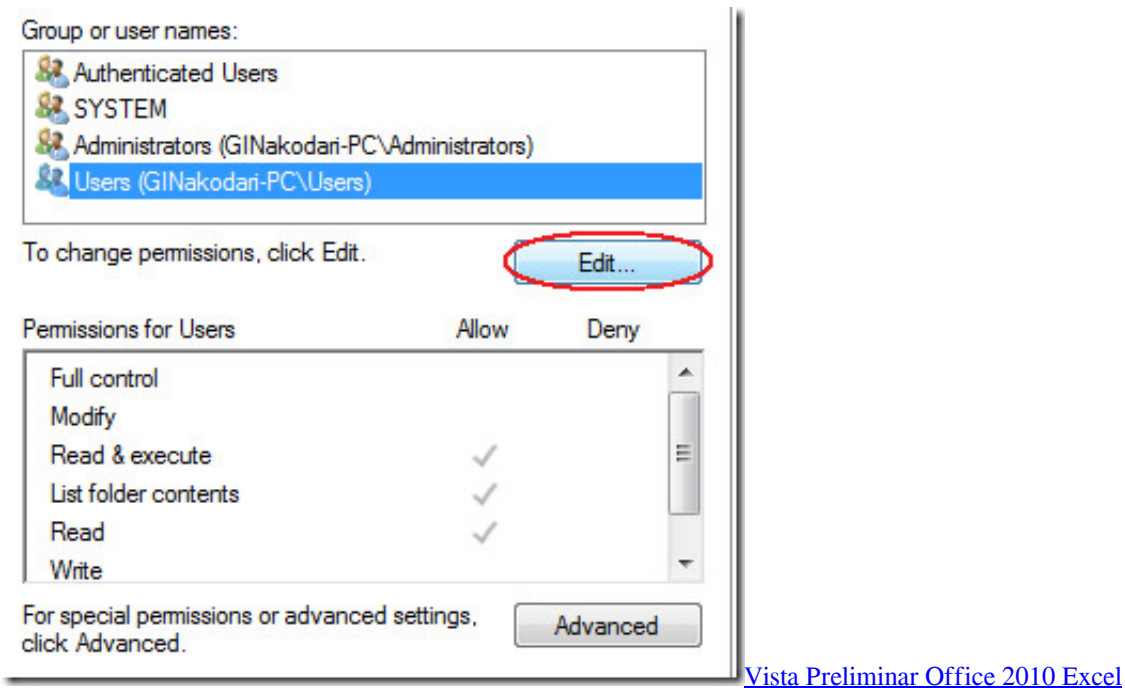 Group or user names:
Authenticated Users
SYSTEM
Administrators (GINakodari-PC\Administrators)
Users (GINakodari-PC\Users)
To change permissions, click Edit.
Edit...
Permissions for Users Allow Deny
Full control
Modify
Read & execute
List folder contents
Read
Write
For special permissions or advanced settings,
click Advanced.
Advanced
Vista Preliminar Office 2010 Excel